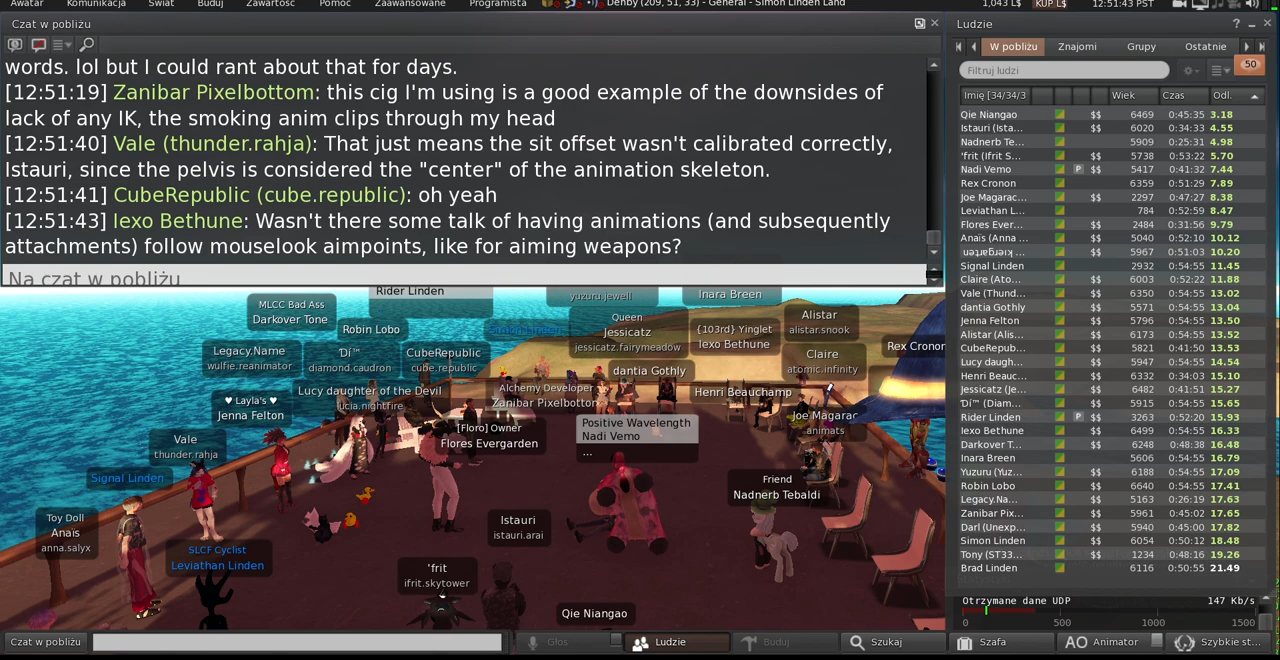 Awatar Komunikacja Świat Buduj Zawartość Pomoc Zaawansowane Programista Denby (209, 51, 33) - General - Simon Linden Land 1,043 L$ KUP L$ 12:51:43 PST
Czat w pobliżu
words. lol but I could rant about that for days.
[12:51:19] Zanibar Pixelbottom: this cig I'm using is a good example of the downsides of
lack of any IK, the smoking anim clips through my head
[12:51:40] Vale (thunder.rahja): That just means the sit offset wasn't calibrated correctly,
Istauri, since the pelvis is considered the "center" of the animation skeleton.
[12:51:41] CubeRepublic (cube.republic): oh yeah
[12:51:43] Iexo Bethune: Wasn't there some talk of having animations (and subsequently
attachments) follow mouselook aimpoints, like for aiming weapons?
Na czat w pobliżu
Rider Linden
yuzuru.jewell
Inara Breen
MLCC Bad Ass
Darkover Tone
Robin Lobo
Simon Linden
Queen
Jessicatz
jessicatz.fairymeadow
{103rd} Yinglet
Iexo Bethune
Alistar
alistar.snook
Legacy.Name
wulfie.reanimator
Ɗí™
diamond.caudron
CubeRepublic
cube.republic
Claire
atomic.infinity
Rex Cronor
dantia Gothly
Lucy daughter of the Devil
lucia.nightfire
Alchemy Developer
Zanibar Pixelbottom
Henri Beauchamp
♥ Layla's ♥
Jenna Felton
[Floro] Owner
Flores Evergarden
Positive Wavelength
Nadi Vemo
...
Joe Magarac
animats
Vale
thunder.rahja
Signal Linden
Friend
Nadnerb Tebaldi
Toy Doll
Anaïs
anna.salyx
Istauri
istauri.arai
SLCF Cyclist
Leviathan Linden
'frit
ifrit.skytower
Qie Niangao
Czat w pobliżu
Głos
Ludzie
Buduj
Szukaj
Ludzie
? _ ×
W pobliżu Znajomi Grupy Ostatnie
Filtruj ludzi
50
Imię [34/34/3 Wiek Czas Odl.
Qie Niangao 6469 0:45:35 3.18
Istauri (Ista... $$ 6020 0:34:33 4.55
Nadnerb Te... 5909 0:25:31 4.98
'frit (Ifrit S... $$ 5738 0:53:22 5.70
Nadi Vemo P $$ 5417 0:41:32 7.44
Rex Cronon 6359 0:51:29 7.89
Joe Magarac... $$ 2297 0:47:27 8.38
Leviathan L... 784 0:52:59 8.47
Flores Ever... $$ 2484 0:31:56 9.79
Anaïs (Anna ... $$ 5040 0:52:10 10.12
$$ 5967 0:51:03 10.20
Signal Linden 2932 0:54:55 11.45
Claire (Ato... $$ 6003 0:52:22 11.88
Vale (Thund... $$ 6350 0:54:55 13.02
dantia Gothly $$ 5571 0:54:55 13.04
Jenna Felton $$ 5796 0:54:55 13.50
Alistar (Alis... $$ 6173 0:54:55 13.52
CubeRepub... $$ 5821 0:41:50 13.53
Lucy daugh... $$ 5947 0:54:55 14.54
Henri Beauc... $$ 6332 0:34:03 15.10
Jessicatz (Je... $$ 6482 0:41:51 15.27
Ɗí™ (Diam... $$ 5915 0:54:55 15.65
Rider Linden P $$ 3263 0:52:20 15.93
Iexo Bethune $$ 6499 0:54:55 16.33
Darkover T... $$ 6248 0:48:38 16.48
Inara Breen 5606 0:54:55 16.79
Yuzuru (Yuz... $$ 6188 0:54:55 17.09
Robin Lobo $$ 6640 0:54:55 17.41
Legacy.Na... $$ 5163 0:26:19 17.63
Zanibar Pix... $$ 5961 0:45:02 17.65
Darl (Unexp... $$ 5940 0:45:00 17.82
Simon Linden $$ 6054 0:50:12 18.48
Tony (ST33... $$ 1234 0:48:16 19.26
Brad Linden 6116 0:50:55 21.49
Otrzymane dane UDP 147 Kb/s
0 500 1000 1500
Szafa
AO Animator
Szybkie st...